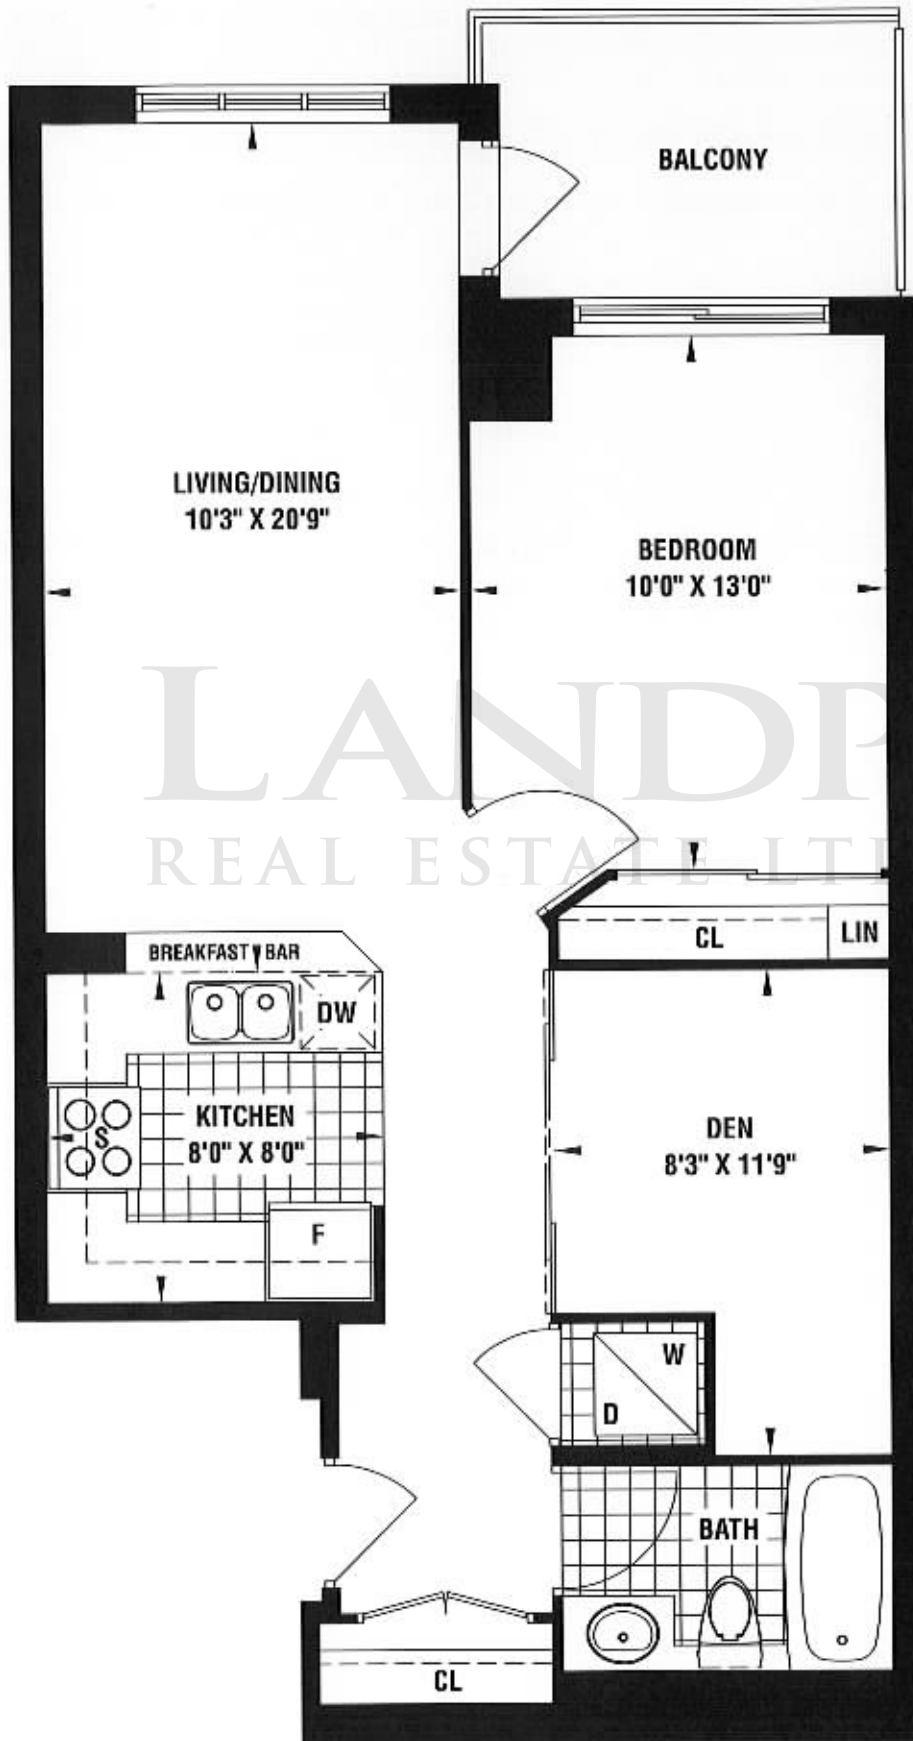 BALCONY
LIVING/DINING
10'3" X 20'9"
BEDROOM
10'0" X 13'0"
LANDP
REAL ESTATE LT
CL
LIN
BREAKFAST BAR
DW
KITCHEN
8'0" X 8'0"
S
F
DEN
8'3" X 11'9"
W
D
BATH
CL